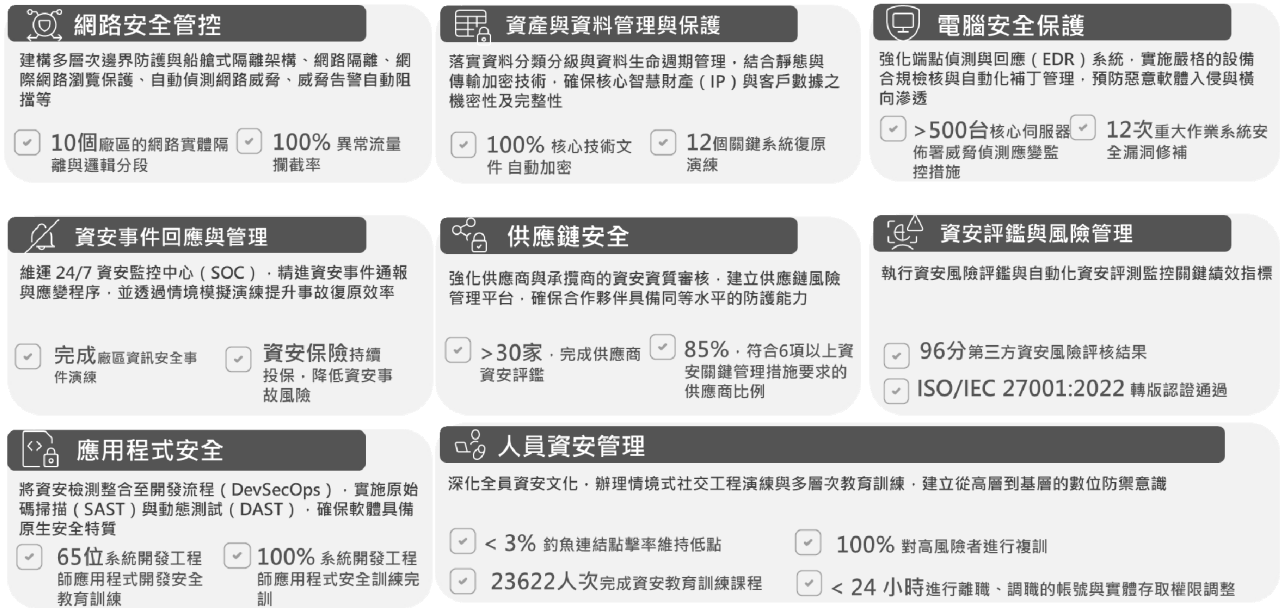 網路安全管控
建構多層次邊界防護與船艙式隔離架構、網路隔離、網
際網路瀏覽保護、自動偵測網路威脅、威脅告警自動阻
擋等
10個廠區的網路實體隔
離與邏輯分段
100% 異常流量
攔截率
資產與資料管理與保護
落實資料分類分級與資料生命週期管理，結合靜態與
傳輸加密技術，確保核心智慧財產（IP）與客戶數據之
機密性及完整性
100% 核心技術文
件 自動加密
12個關鍵系統復原
演練
電腦安全保護
強化端點偵測與回應（EDR）系統，實施嚴格的設備
合規檢核與自動化補丁管理，預防惡意軟體入侵與橫
向滲透
>500台核心伺服器
佈署威脅偵測應變監
控措施
12次重大作業系統安
全漏洞修補
資安事件回應與管理
維運 24/7 資安監控中心（SOC），精進資安事件通報
與應變程序，並透過情境模擬演練提升事故復原效率
完成廠區資訊安全事
件演練
資安保險持續
投保，降低資安事
故風險
供應鏈安全
強化供應商與承攬商的資安資質審核，建立供應鏈風險
管理平台，確保合作夥伴具備同等水平的防護能力
>30家，完成供應商
資安評鑑
85%，符合6項以上資
安關鍵管理措施要求的
供應商比例
資安評鑑與風險管理
執行資安風險評鑑與自動化資安評測監控關鍵績效指標
96分第三方資安風險評核結果
ISO/IEC 27001:2022 轉版認證通過
應用程式安全
將資安檢測整合至開發流程（DevSecOps），實施原始
碼掃描（SAST）與動態測試（DAST），確保軟體具備
原生安全特質
65位系統開發工程
師應用程式開發安全
教育訓練
100% 系統開發工程
師應用程式安全訓練完
訓
人員資安管理
深化全員資安文化，辦理情境式社交工程演練與多層次教育訓練，建立從高層到基層的數位防禦意識
< 3% 釣魚連結點擊率維持低點
100% 對高風險者進行複訓
23622人次完成資安教育訓練課程
< 24 小時進行離職、調職的帳號與實體存取權限調整